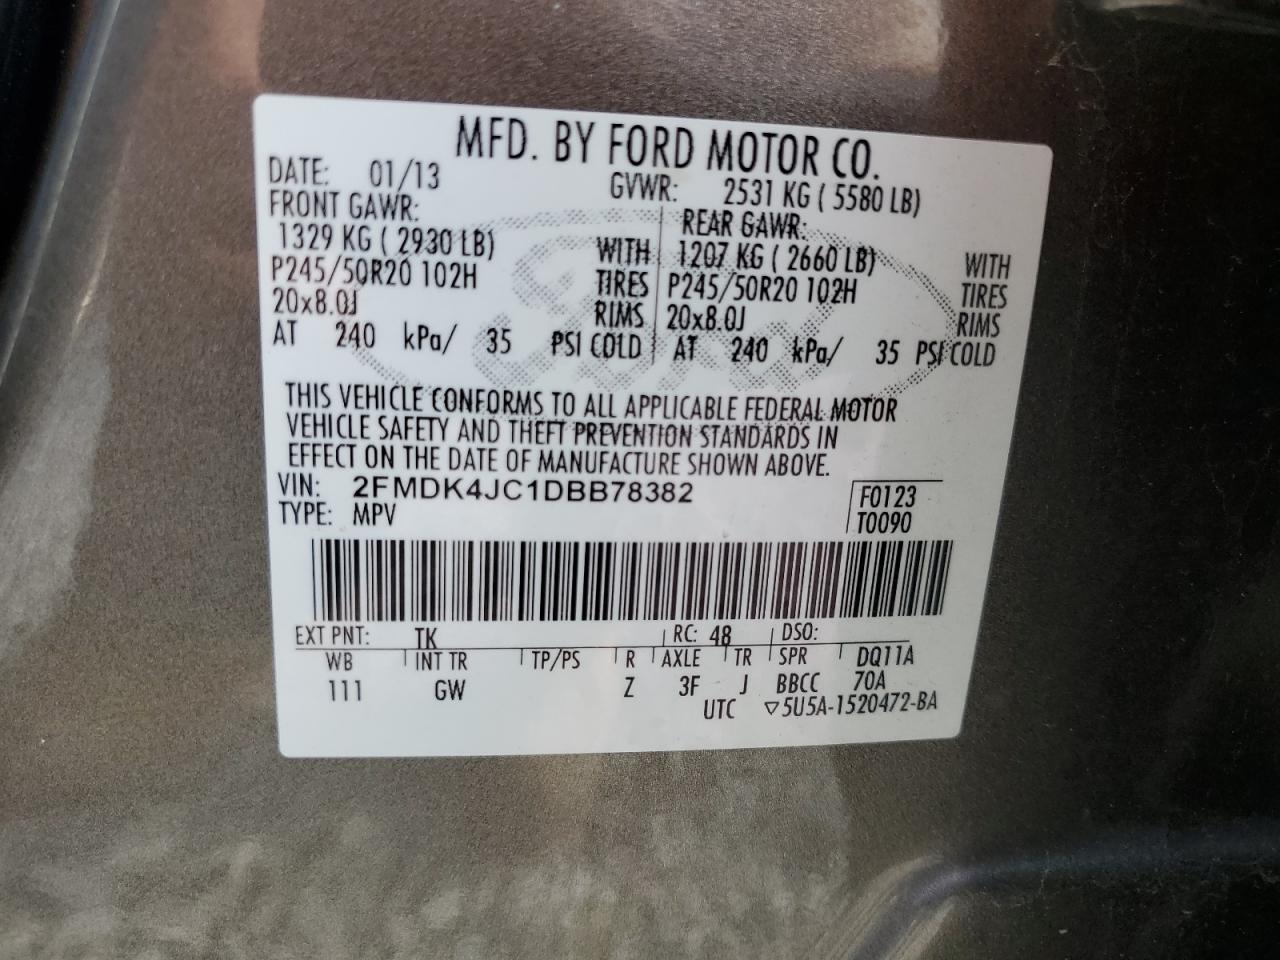 MFD. BY FORD MOTOR CO.
DATE: 01/13 GVWR: 2531 KG ( 5580 LB)
FRONT GAWR: REAR GAWR:
1329 KG ( 2930 LB) WITH 1207 KG ( 2660 LB) WITH
P245/50R20 102H TIRES P245/50R20 102H TIRES
20x8.0J RIMS 20x8.0J RIMS
AT 240 kPa/ 35 PSI COLD AT 240 kPa/ 35 PSI COLD
Ford
THIS VEHICLE CONFORMS TO ALL APPLICABLE FEDERAL MOTOR
VEHICLE SAFETY AND THEFT PREVENTION STANDARDS IN
EFFECT ON THE DATE OF MANUFACTURE SHOWN ABOVE.
VIN: 2FMDK4JC1DBB78382 F0123
TYPE: MPV T0090
EXT PNT: TK RC: 48 DSO:
WB INT TR TP/PS R AXLE TR SPR DQ11A
111 GW Z 3F J BBCC 70A
UTC ▽5U5A-1520472-BA